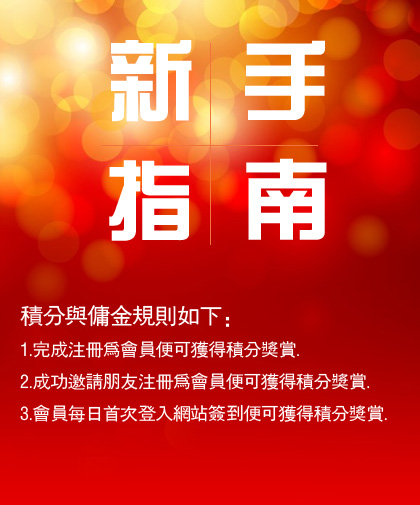 新手
指南
積分與傭金規則如下：
1.完成注冊爲會員便可獲得積分獎賞.
2.成功邀請朋友注冊爲會員便可獲得積分獎賞.
3.會員每日首次登入網站簽到便可獲得積分獎賞.